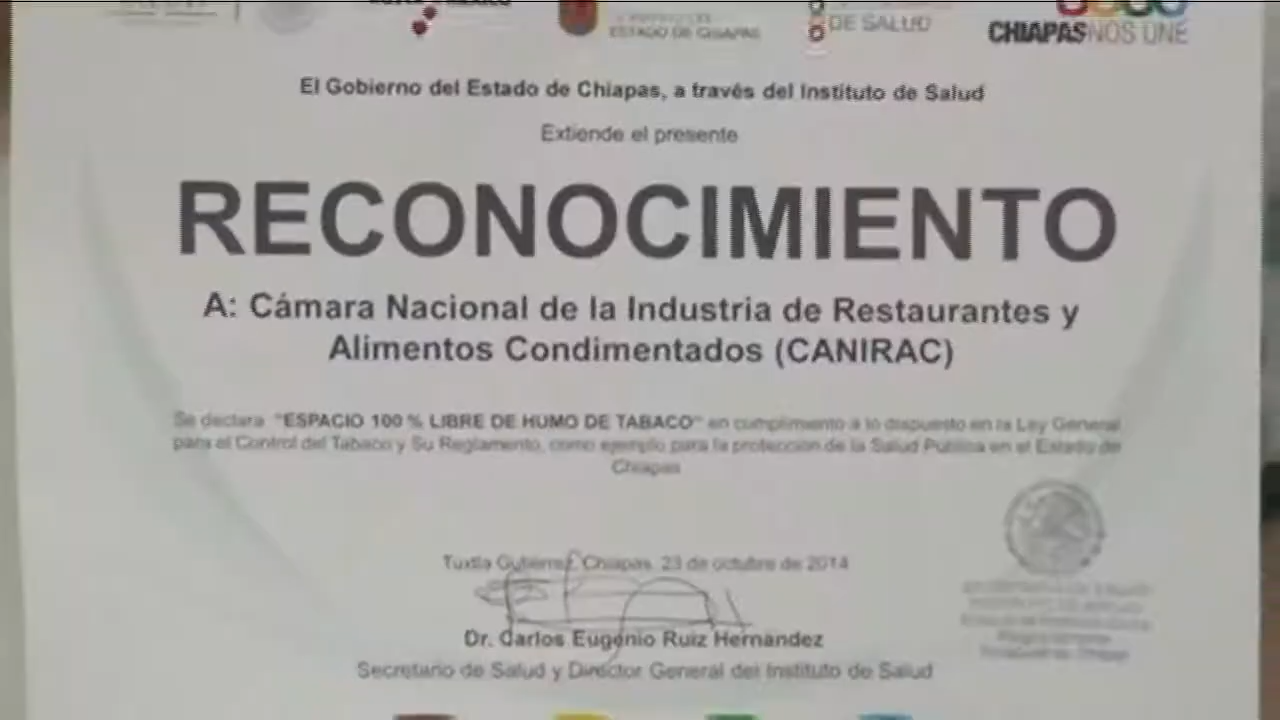 ESTADO DE CHIAPAS
DE SALUD
CHIAPASNOS UNE
El Gobierno del Estado de Chiapas, a través del Instituto de Salud
Extiende el presente
RECONOCIMIENTO
A: Cámara Nacional de la Industria de Restaurantes y
Alimentos Condimentados (CANIRAC)
Se declara "ESPACIO 100 % LIBRE DE HUMO DE TABACO" en cumplimiento a lo dispuesto en la Ley General
para el Control del Tabaco y Su Reglamento, como ejemplo para la protección de la Salud Publica en el Estado de
Chiapas
Tuxtla Gutiérrez, Chiapas, 23 de octubre de 2014
Dr. Carlos Eugenio Ruiz Hernández
Secretario de Salud y Director General del Instituto de Salud